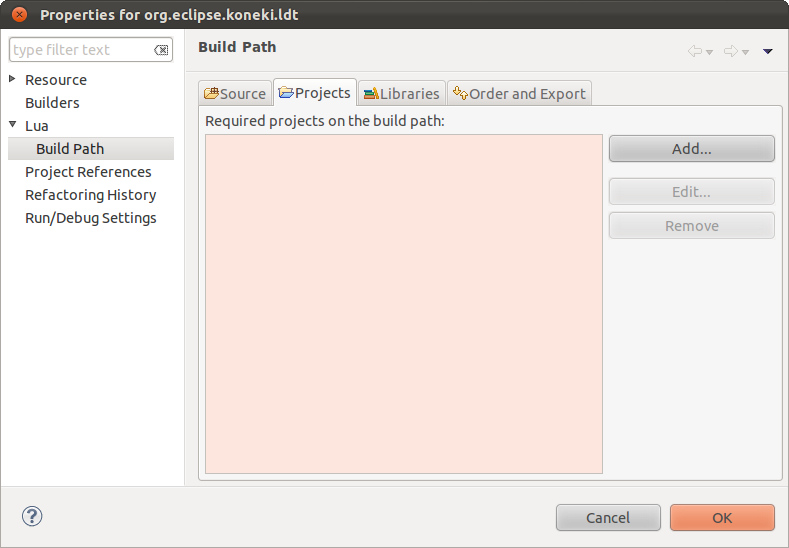 Properties for org.eclipse.koneki.ldt
type filter text
Resource
Builders
Lua
Build Path
Project References
Refactoring History
Run/Debug Settings
Build Path
Source
Projects
Libraries
Order and Export
Required projects on the build path:
Add...
Edit...
Remove
?
Cancel
OK